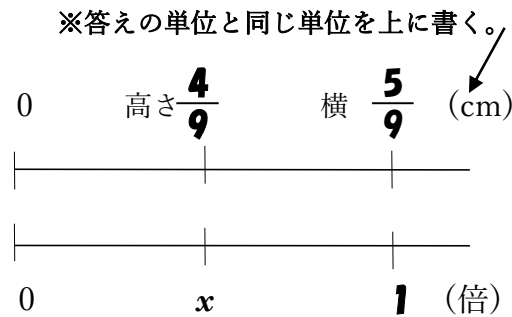 ※答えの単位と同じ単位を上に書く。
0 高さ 4/9 横 5/9 (cm)
0 x 1 (倍)